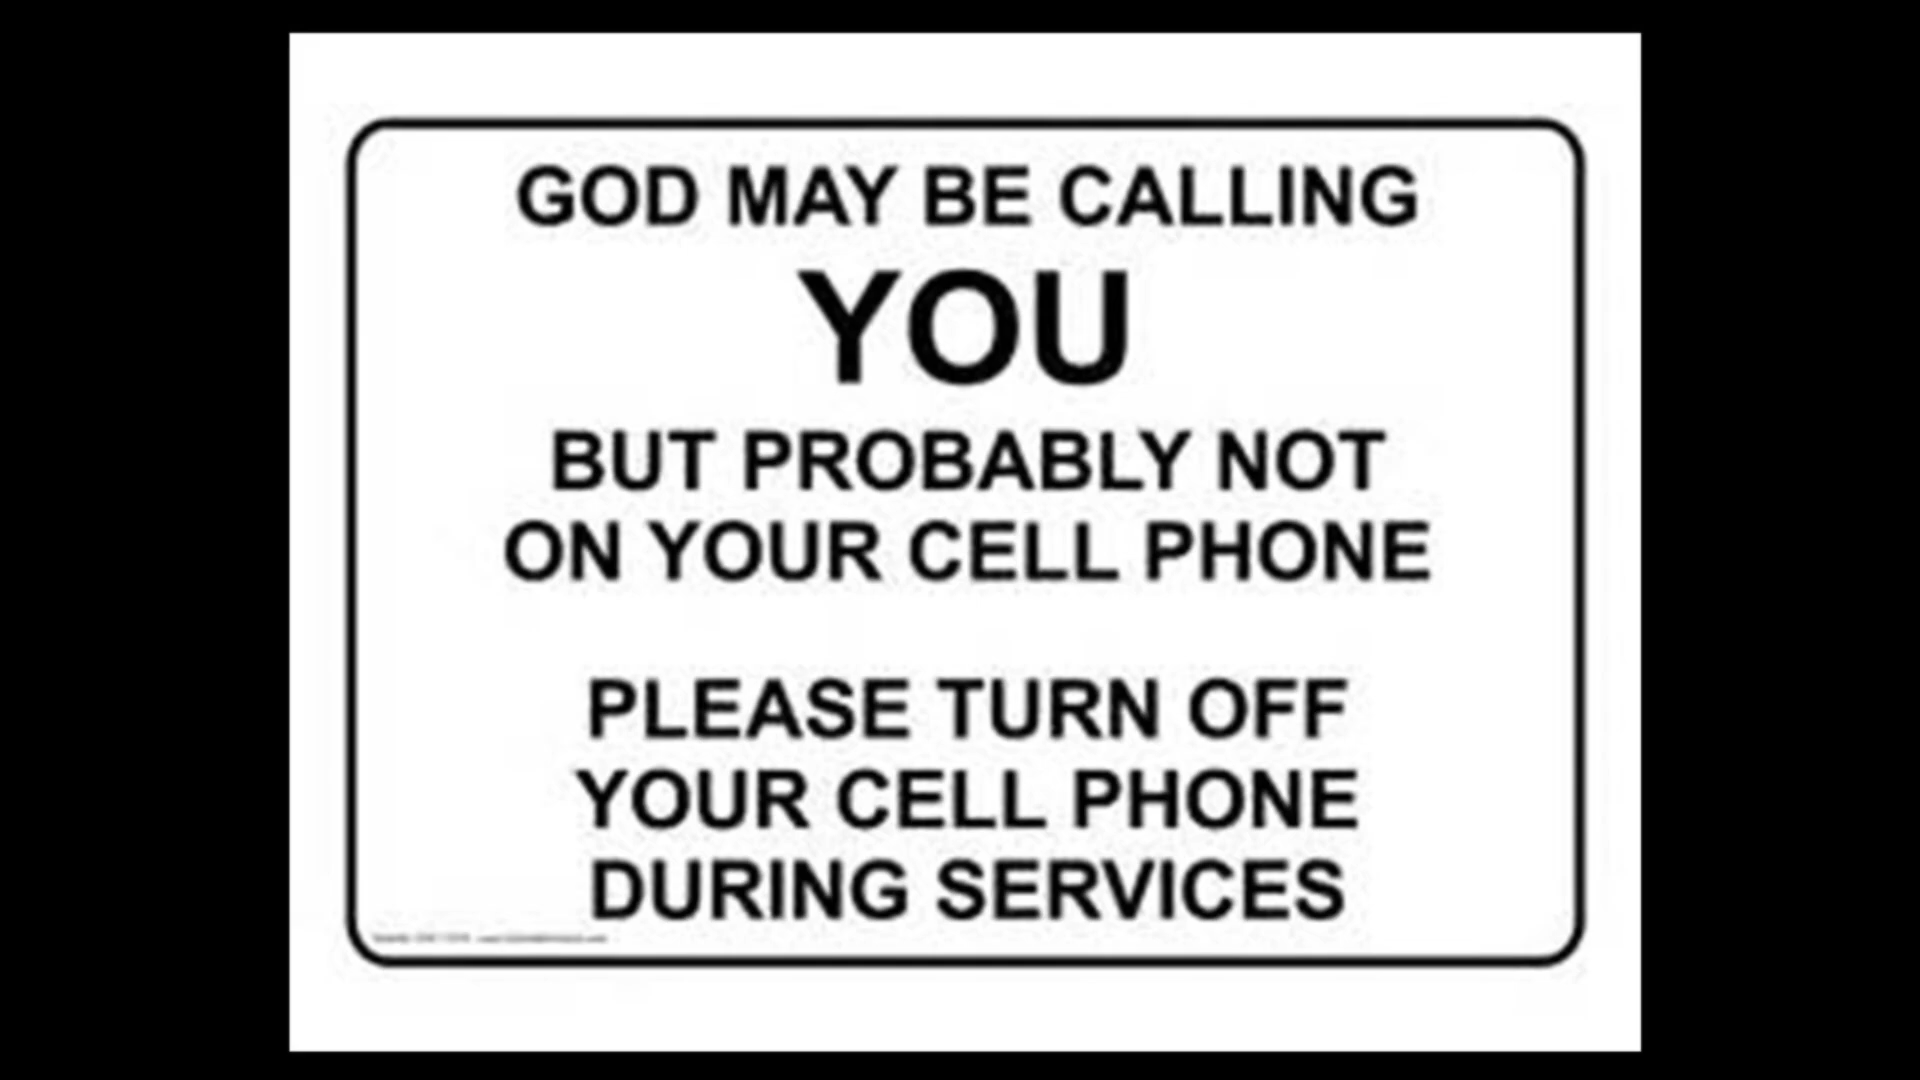 GOD MAY BE CALLING
YOU
BUT PROBABLY NOT
ON YOUR CELL PHONE
PLEASE TURN OFF
YOUR CELL PHONE
DURING SERVICES